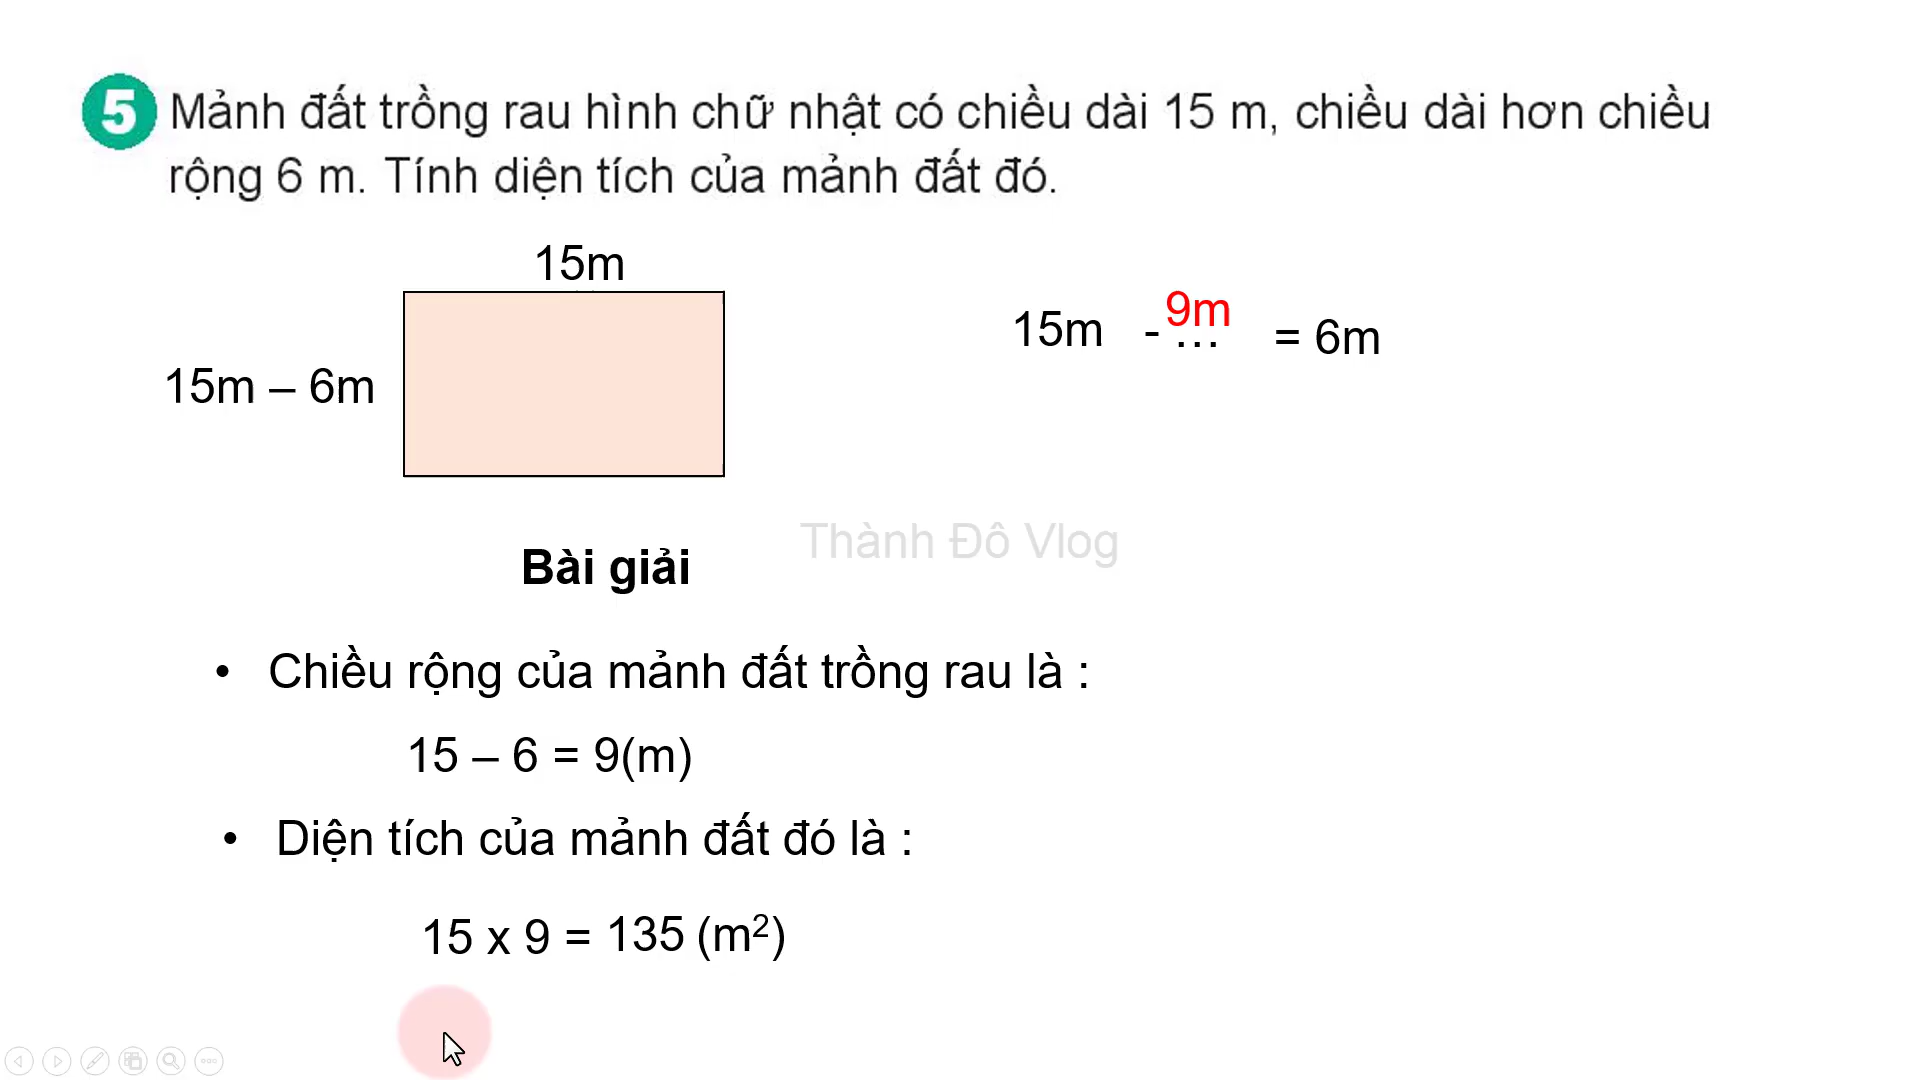 5 Mảnh đất trồng rau hình chữ nhật có chiều dài 15 m, chiều dài hơn chiều
rộng 6 m. Tính diện tích của mảnh đất đó.
15m
15m - 9m ... = 6m
15m – 6m
Thành Đô Vlog
Bài giải
• Chiều rộng của mảnh đất trồng rau là :
15 – 6 = 9(m)
• Diện tích của mảnh đất đó là :
15 x 9 = 135 (m²)